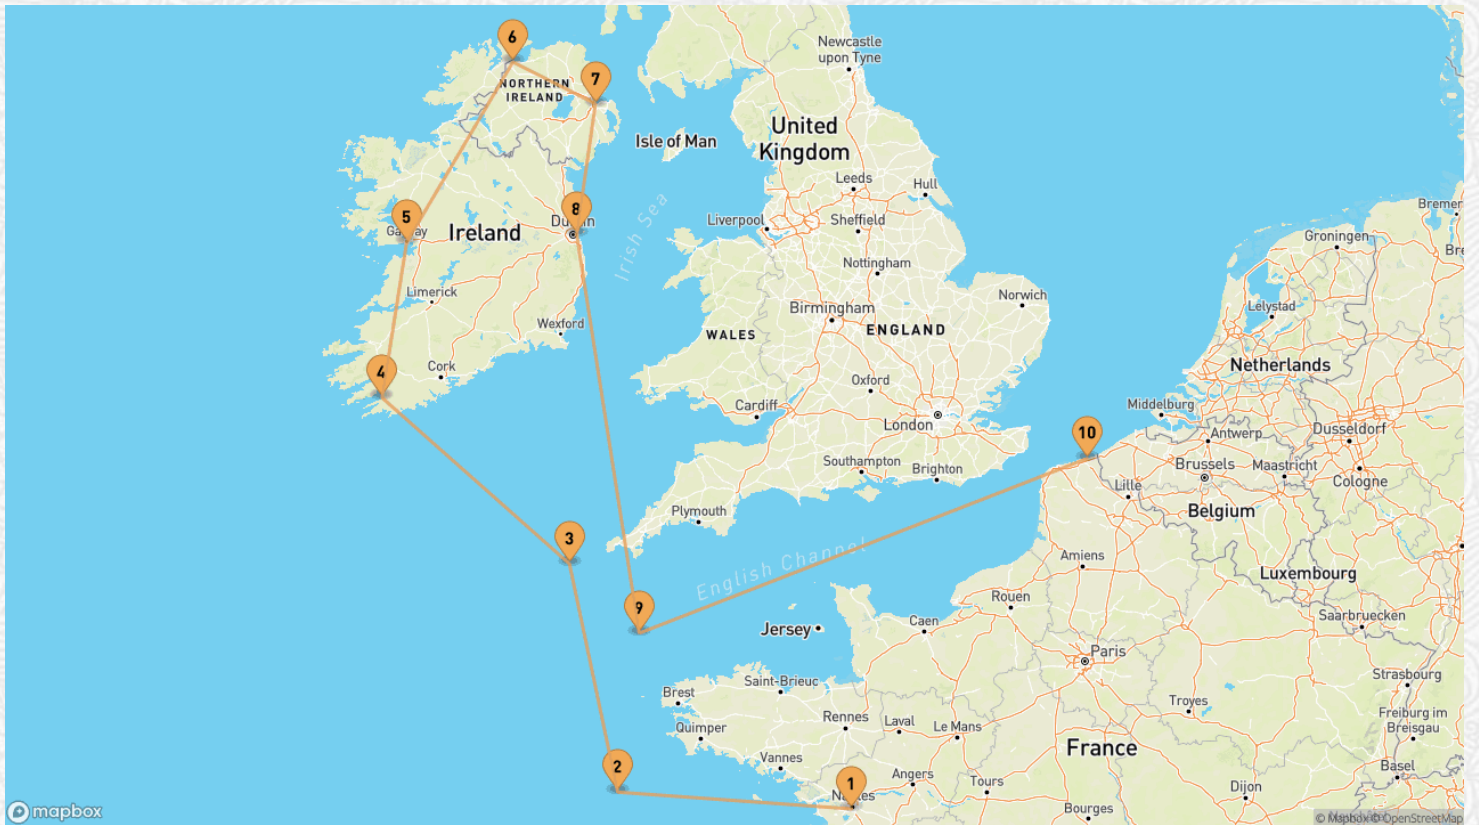 6
Newcastle
upon Tyne
7
NORTHERN
IRELAND
United
Kingdom
Isle of Man
Leeds
Hull
5
8
Irish Sea
Liverpool
Sheffield
Bremer
Ireland
Groningen
Nottingham
Limerick
Norwich
Lelystad
Birmingham
Wexford
WALES
ENGLAND
Netherlands
4
Cork
Oxford
Cardiff
Middelburg
London
10
Antwerp
Dusseldorf
Southampton
Brighton
Brussels
Maastricht
Lille
Cologne
Plymouth
Belgium
3
English Channel
Amiens
Luxembourg
9
Rouen
Jersey
Caen
Saarbruecken
Paris
Strasbourg
Brest
Saint-Brieuc
Troyes
Rennes
Laval
Le Mans
Freiburg im
Breisgau
Quimper
France
2
Vannes
Basel
1
Angers
Tours
Dijon
Bourges
mapbox
© Mapbox © OpenStreetMap